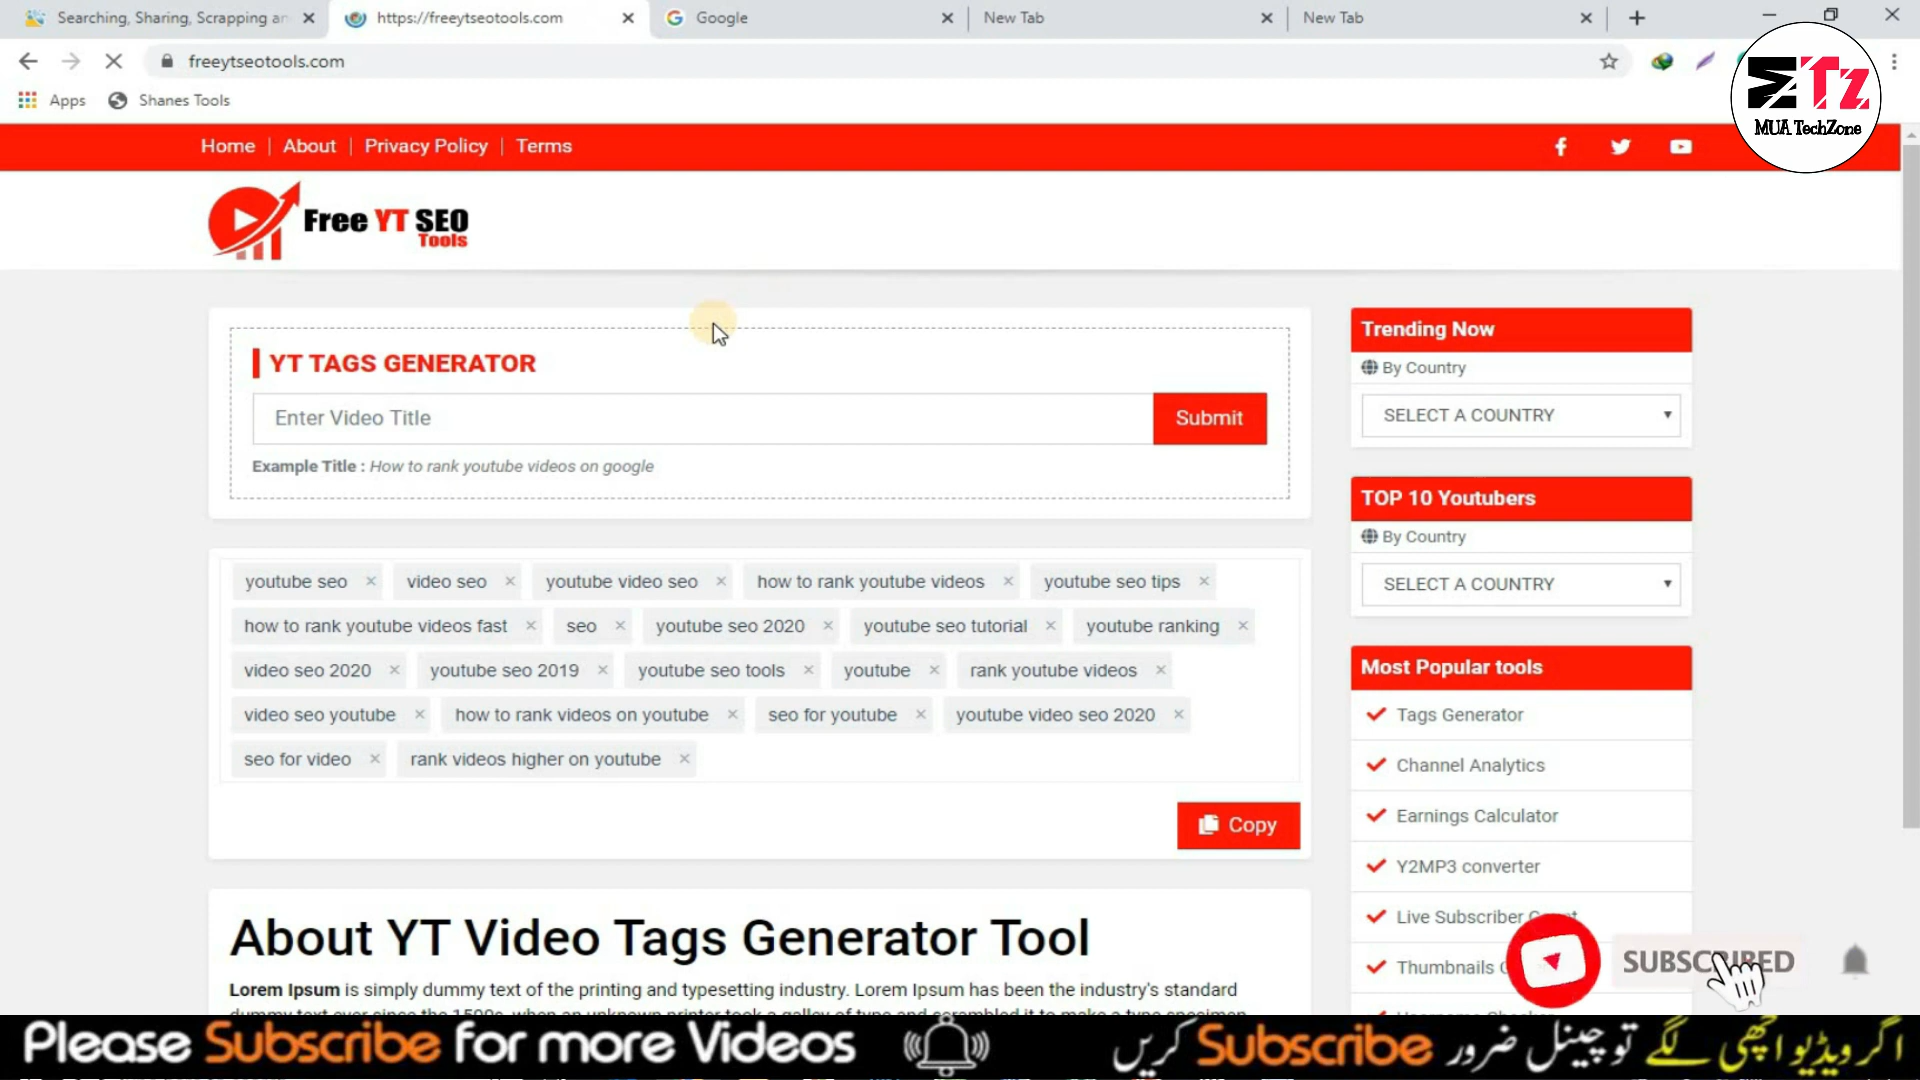 Searching, Sharing, Scrapping an
https://freeytseotools.com
Google
New Tab
New Tab
freeytseotools.com
Apps
Shanes Tools
MTz
MUA TechZone
Home | About | Privacy Policy | Terms
Free YT SEO
Tools
YT TAGS GENERATOR
Enter Video Title
Submit
Example Title : How to rank youtube videos on google
youtube seo × video seo × youtube video seo × how to rank youtube videos × youtube seo tips ×
how to rank youtube videos fast × seo × youtube seo 2020 × youtube seo tutorial × youtube ranking ×
video seo 2020 × youtube seo 2019 × youtube seo tools × youtube × rank youtube videos ×
video seo youtube × how to rank videos on youtube × seo for youtube × youtube video seo 2020 ×
seo for video × rank videos higher on youtube ×
Copy
About YT Video Tags Generator Tool
Lorem Ipsum is simply dummy text of the printing and typesetting industry. Lorem Ipsum has been the industry's standard
Trending Now
By Country
SELECT A COUNTRY
TOP 10 Youtubers
By Country
SELECT A COUNTRY
Most Popular tools
Tags Generator
Channel Analytics
Earnings Calculator
Y2MP3 converter
Live Subscriber
Thumbnails
SUBSCRIBED
Please Subscribe for more Videos
اگر ویڈیو اچھی لگے تو چینل ضرور Subscribe کریں